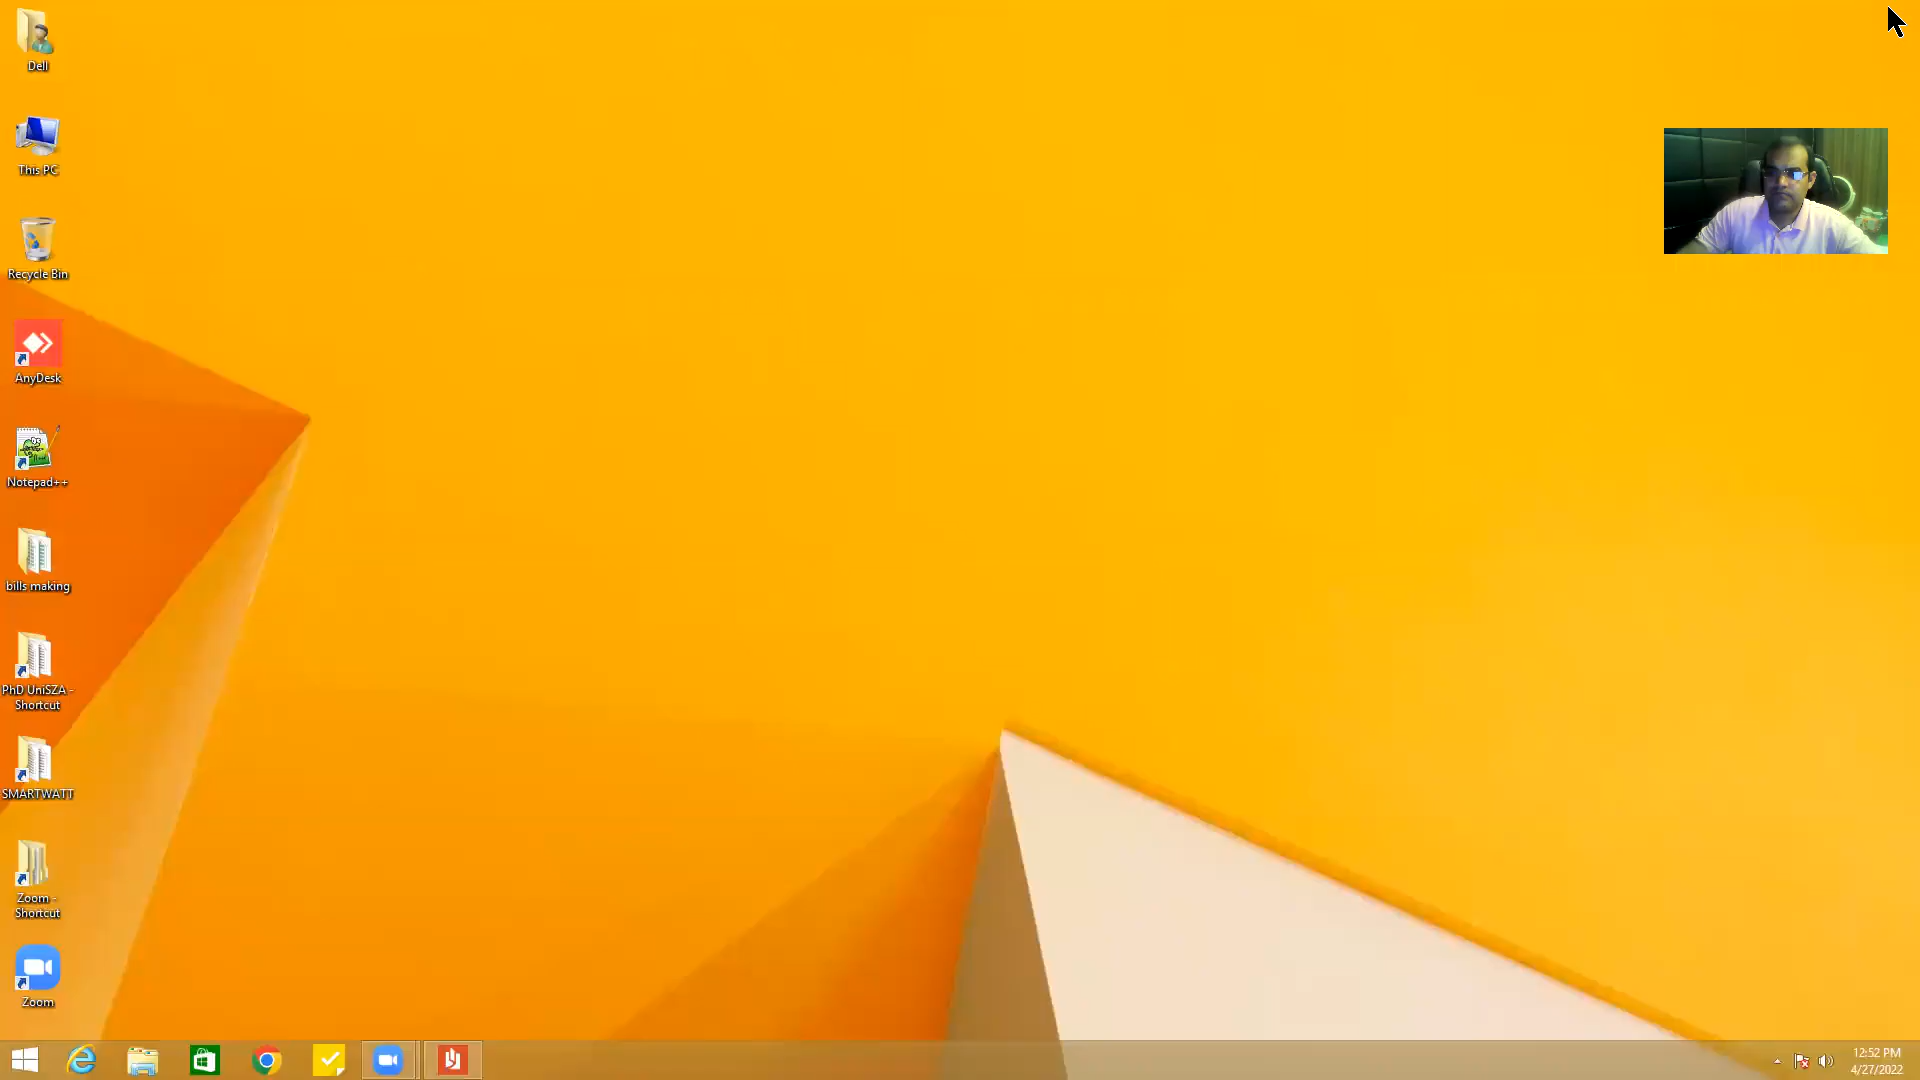 Dell
This PC
Recycle Bin
AnyDesk
Notepad++
bills making
PhD UniSZA -
Shortcut
SMARTWATT
Zoom -
Shortcut
Zoom
12:52 PM
4/27/2022